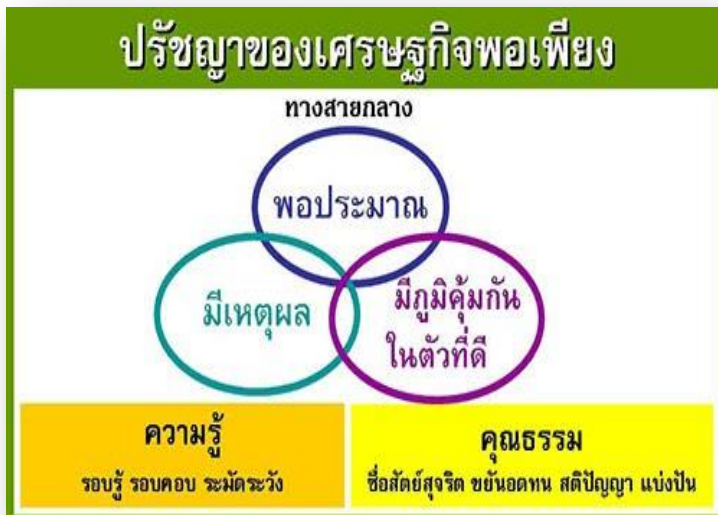 ปรัชญาของเศรษฐกิจพอเพียง
ทางสายกลาง
พอประมาณ
มีเหตุผล
มีภูมิคุ้มกัน
ในตัวที่ดี
ความรู้
รอบรู้ รอบคอบ ระมัดระวัง
คุณธรรม
ซื่อสัตย์สุจริต ขยันอดทน สติปัญญา แบ่งปัน